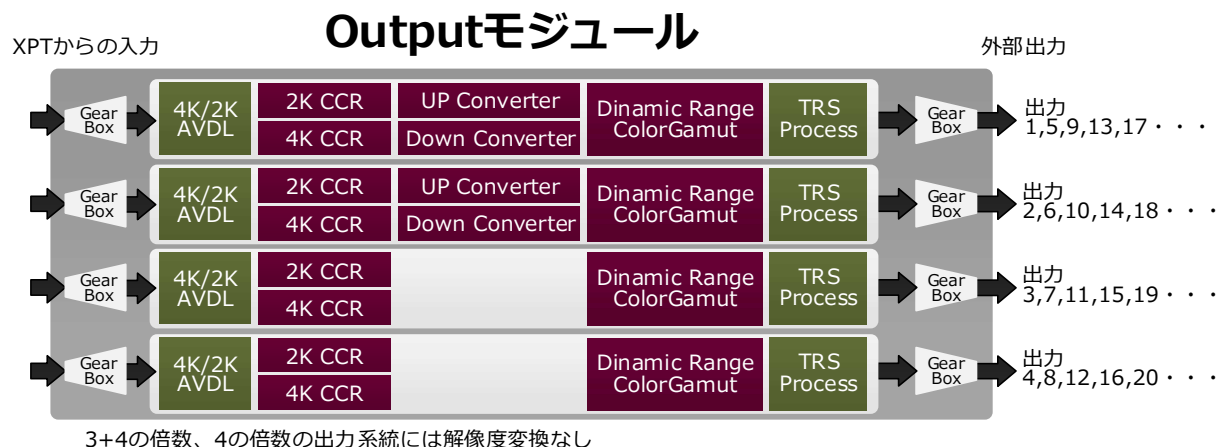 Outputモジュール
XPTからの入力
外部出力
Gear
Box
4K/2K
AVDL
2K CCR
4K CCR
UP Converter
Down Converter
Dinamic Range
ColorGamut
TRS
Process
Gear
Box
出力
1,5,9,13,17・・・
Gear
Box
4K/2K
AVDL
2K CCR
4K CCR
UP Converter
Down Converter
Dinamic Range
ColorGamut
TRS
Process
Gear
Box
出力
2,6,10,14,18・・・
Gear
Box
4K/2K
AVDL
2K CCR
4K CCR
Dinamic Range
ColorGamut
TRS
Process
Gear
Box
出力
3,7,11,15,19・・・
Gear
Box
4K/2K
AVDL
2K CCR
4K CCR
Dinamic Range
ColorGamut
TRS
Process
Gear
Box
出力
4,8,12,16,20・・・
3+4の倍数、4の倍数の出力系統には解像度変換なし